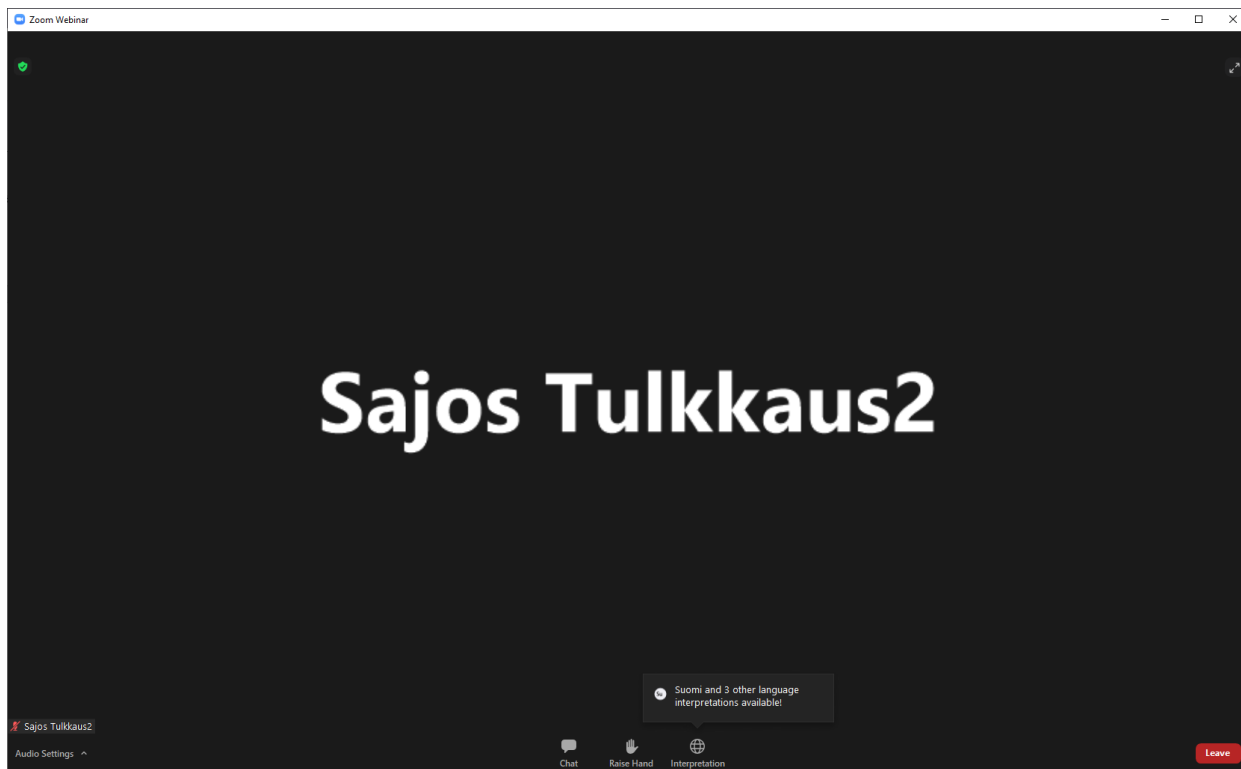 Zoom Webinar
Sajos Tulkkaus2
Suomi and 3 other language
interpretations available!
Sajos Tulkkaus2
Audio Settings
Chat
Raise Hand
Interpretation
Leave